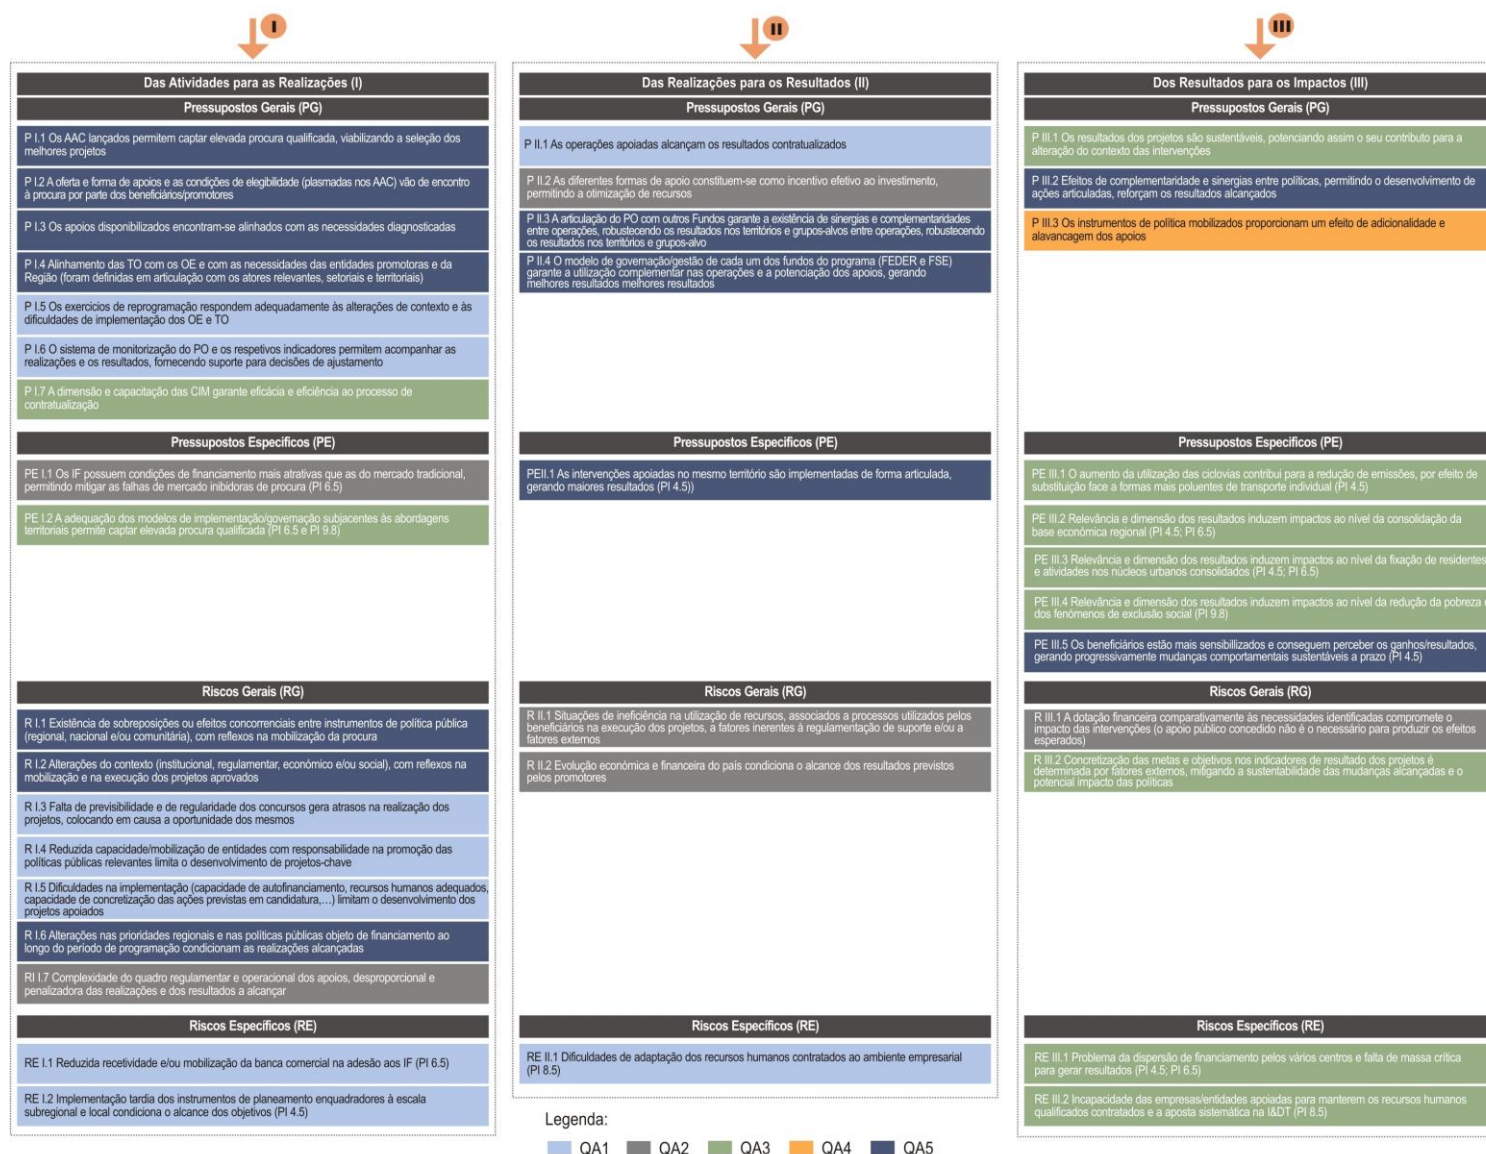 I
II
III
Das Atividades para as Realizações (I)
Pressupostos Gerais (PG)
P I.1 Os AAC lançados permitem captar elevada procura qualificada, viabilizando a seleção dos
melhores projetos
P I.2 A oferta e forma de apoios e as condições de elegibilidade (plasmadas nos AAC) vão de encontro
à procura por parte dos beneficiários/promotores
P I.3 Os apoios disponibilizados encontram-se alinhados com as necessidades diagnosticadas
P I.4 Alinhamento das TO com os OE e com as necessidades das entidades promotoras e da
Região (foram definidas em articulação com os atores relevantes, setoriais e territoriais)
P I.5 Os exercicios de reprogramação respondem adequadamente às alterações de contexto e às
dificuldades de implementação dos OE e TO
P I.6 O sistema de monitorização do PO e os respetivos indicadores permitem acompanhar as
realizações e os resultados, fornecendo suporte para decisões de ajustamento
P I.7 A dimensão e capacitação das CIM garante eficácia e eficiência ao processo de
contratualização
Pressupostos Específicos (PE)
PE I.1 Os IF possuem condições de financiamento mais atrativas que as do mercado tradicional,
permitindo mitigar as falhas de mercado inibidoras de procura (PI 6.5)
PE I.2 A adequação dos modelos de implementação/governação subjacentes às abordagens
territoriais permite captar elevada procura qualificada (PI 6.5 e PI 9.8)
Riscos Gerais (RG)
R I.1 Existência de sobreposições ou efeitos concorrenciais entre instrumentos de política pública
(regional, nacional e/ou comunitária), com reflexos na mobilização da procura
R I.2 Alterações do contexto (institucional, regulamentar, económico e/ou social), com reflexos na
mobilização e na execução dos projetos aprovados
R I.3 Falta de previsibilidade e de regularidade dos concursos gera atrasos na realização dos
projetos, colocando em causa a oportunidade dos mesmos
R I.4 Reduzida capacidade/mobilização de entidades com responsabilidade na promoção das
políticas públicas relevantes limita o desenvolvimento de projetos-chave
R I.5 Dificuldades na implementação (capacidade de autofinanciamento, recursos humanos adequados,
capacidade de concretização das ações previstas em candidatura,...) limitam o desenvolvimento dos
projetos apoiados
R I.6 Alterações nas prioridades regionais e nas políticas públicas objeto de financiamento ao
longo do período de programação condicionam as realizações alcançadas
RI I.7 Complexidade do quadro regulamentar e operacional dos apoios, desproporcional e
penalizadora das realizações e dos resultados a alcançar
Riscos Específicos (RE)
RE I.1 Reduzida recetividade e/ou mobilização da banca comercial na adesão aos IF (PI 6.5)
RE I.2 Implementação tardia dos instrumentos de planeamento enquadradores à escala
subregional e local condiciona o alcance dos objetivos (PI 4.5)
Das Realizações para os Resultados (II)
Pressupostos Gerais (PG)
P II.1 As operações apoiadas alcançam os resultados contratualizados
P II.2 As diferentes formas de apoio constituem-se como incentivo efetivo ao investimento,
permitindo a otimização de recursos
P II.3 A articulação do PO com outros Fundos garante a existência de sinergias e complementaridades
entre operações, robustecendo os resultados nos territórios e grupos-alvos entre operações, robustecendo
os resultados nos territórios e grupos-alvo
P II.4 O modelo de governação/gestão de cada um dos fundos do programa (FEDER e FSE)
garante a utilização complementar nas operações e a potenciação dos apoios, gerando
melhores resultados melhores resultados
Pressupostos Específicos (PE)
PEII.1 As intervenções apoiadas no mesmo território são implementadas de forma articulada,
gerando maiores resultados (PI 4.5))
Riscos Gerais (RG)
R II.1 Situações de ineficiência na utilização de recursos, associados a processos utilizados pelos
beneficiários na execução dos projetos, a fatores inerentes à regulamentação de suporte e/ou a
fatores externos
R II.2 Evolução económica e financeira do país condiciona o alcance dos resultados previstos
pelos promotores
Riscos Específicos (RE)
RE II.1 Dificuldades de adaptação dos recursos humanos contratados ao ambiente empresarial
(PI 8.5)
Dos Resultados para os Impactos (III)
Pressupostos Gerais (PG)
P III.1 Os resultados dos projetos são sustentáveis, potenciando assim o seu contributo para a
alteração do contexto das intervenções
P III.2 Efeitos de complementaridade e sinergias entre políticas, permitindo o desenvolvimento de
ações articuladas, reforçam os resultados alcançados
P III.3 Os instrumentos de política mobilizados proporcionam um efeito de adicionalidade e
alavancagem dos apoios
Pressupostos Específicos (PE)
PE III.1 O aumento da utilização das ciclovias contribui para a redução de emissões, por efeito de
substituição face a formas mais poluentes de transporte individual (PI 4.5)
PE III.2 Relevância e dimensão dos resultados induzem impactos ao nível da consolidação da
base económica regional (PI 4.5; PI 6.5)
PE III.3 Relevância e dimensão dos resultados induzem impactos ao nível da fixação de residentes
e atividades nos núcleos urbanos consolidados (PI 4.5; PI 6.5)
PE III.4 Relevância e dimensão dos resultados induzem impactos ao nível da redução da pobreza e
dos fenómenos de exclusão social (PI 9.8)
PE III.5 Os beneficiários estão mais sensibillizados e conseguem perceber os ganhos/resultados,
gerando progressivamente mudanças comportamentais sustentáveis a prazo (PI 4.5)
Riscos Gerais (RG)
R III.1 A dotação financeira comparativamente às necessidades identificadas compromete o
impacto das intervenções (o apoio público concedido não é o necessário para produzir os efeitos
esperados)
R III.2 Concretização das metas e objetivos nos indicadores de resultado dos projetos é
determinada por fatores externos, mitigando a sustentabilidade das mudanças alcançadas e o
potencial impacto das políticas
Riscos Específicos (RE)
RE III.1 Problema da dispersão de financiamento pelos vários centros e falta de massa crítica
para gerar resultados (PI 4.5; PI 6.5)
RE III.2 Incapacidade das empresas/entidades apoiadas para manterem os recursos humanos
qualificados contratados e a aposta sistemática na I&DT (PI 8.5)
Legenda:
QA1 QA2 QA3 QA4 QA5